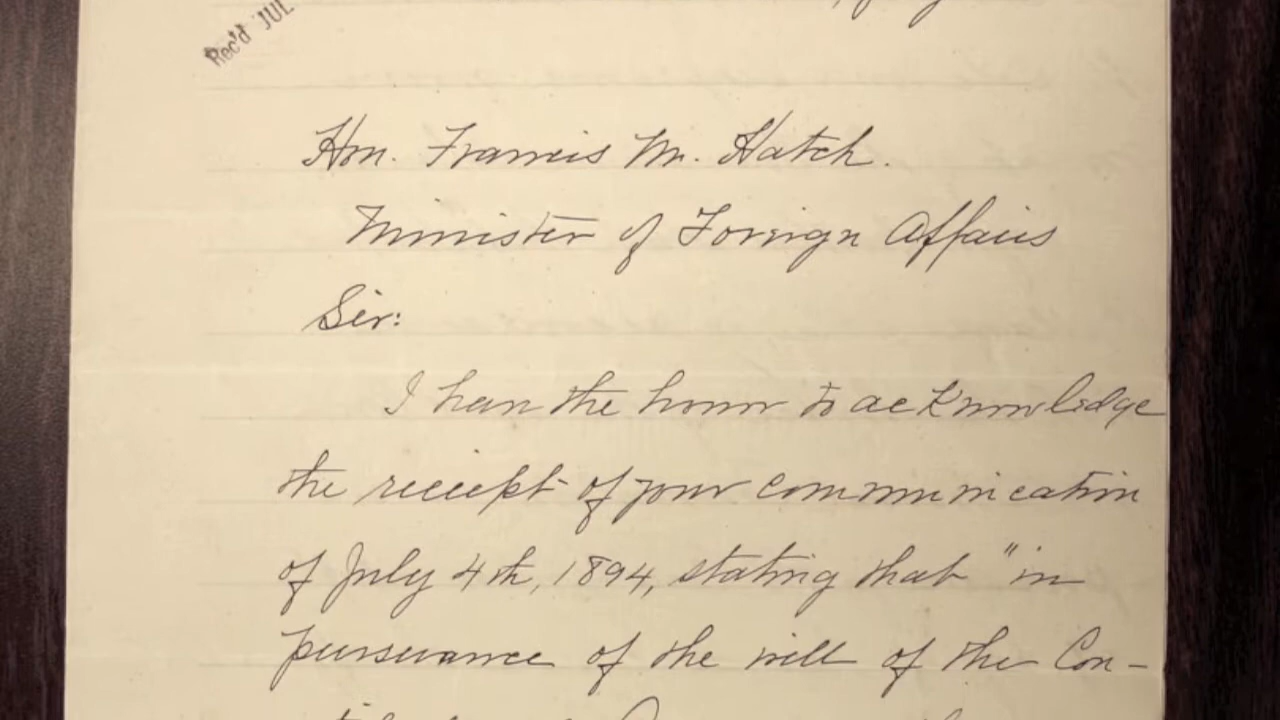 Rec'd JUL
Hon. Francis M. Hatch.
Minister of Foreign Affairs
Sir:
I have the honor to acknowledge
the receipt of your communication
of July 4th, 1894, stating that "in
pursuance of the will of the Con-